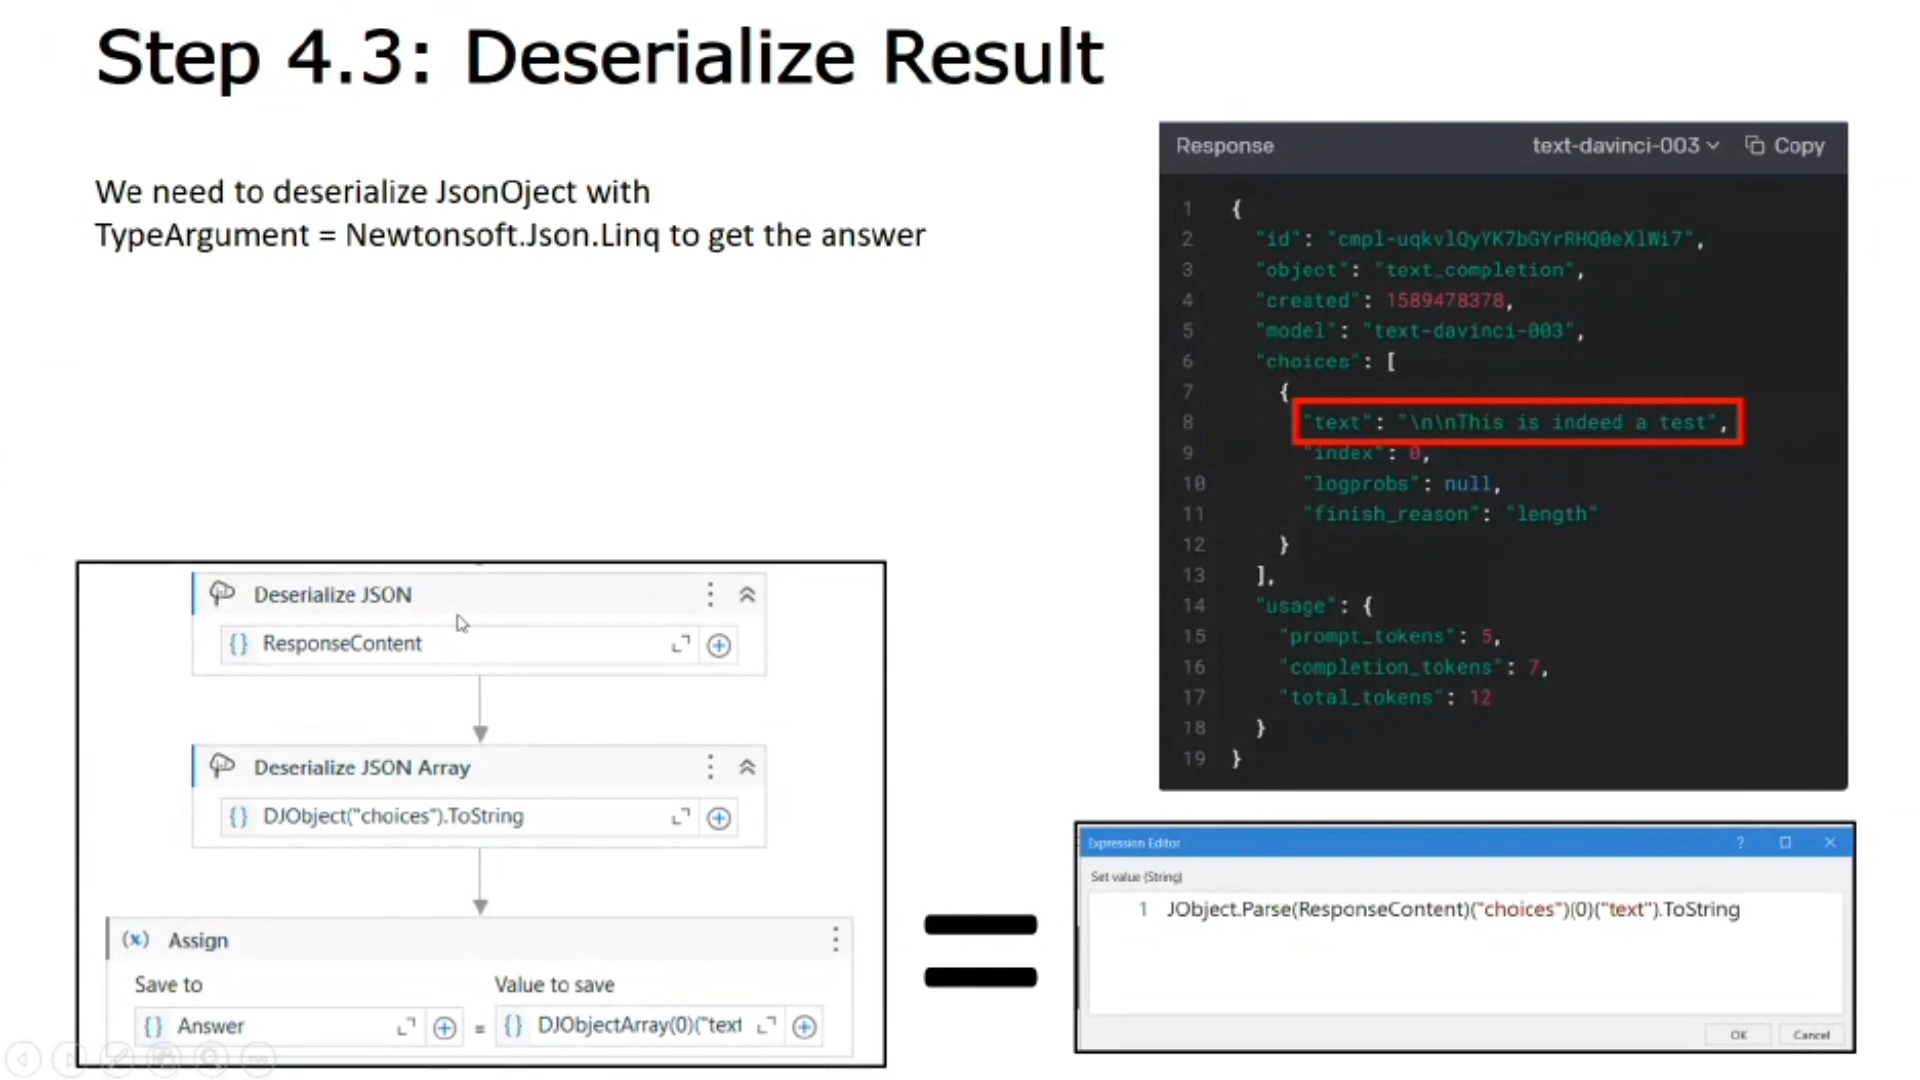 Step 4.3: Deserialize Result
We need to deserialize JsonOject with
TypeArgument = Newtonsoft.Json.Linq to get the answer
Response
text-davinci-003
Copy
1 {
2 "id": "cmpl-uqkvlQyYK7bGYrRHQ0eXlWi7",
3 "object": "text_completion",
4 "created": 1589478378,
5 "model": "text-davinci-003",
6 "choices": [
7 {
8 "text": "\n\nThis is indeed a test",
9 "index": 0,
10 "logprobs": null,
11 "finish_reason": "length"
12 }
13 ],
14 "usage": {
15 "prompt_tokens": 5,
16 "completion_tokens": 7,
17 "total_tokens": 12
18 }
19 }
Deserialize JSON
{} ResponseContent
Deserialize JSON Array
{} DJObject("choices").ToString
(x) Assign
Save to
Value to save
{} Answer = {} DJObjectArray(0)("text
Expression Editor
Set value (String)
1 JObject.Parse(ResponseContent)("choices")(0)("text").ToString
OK
Cancel